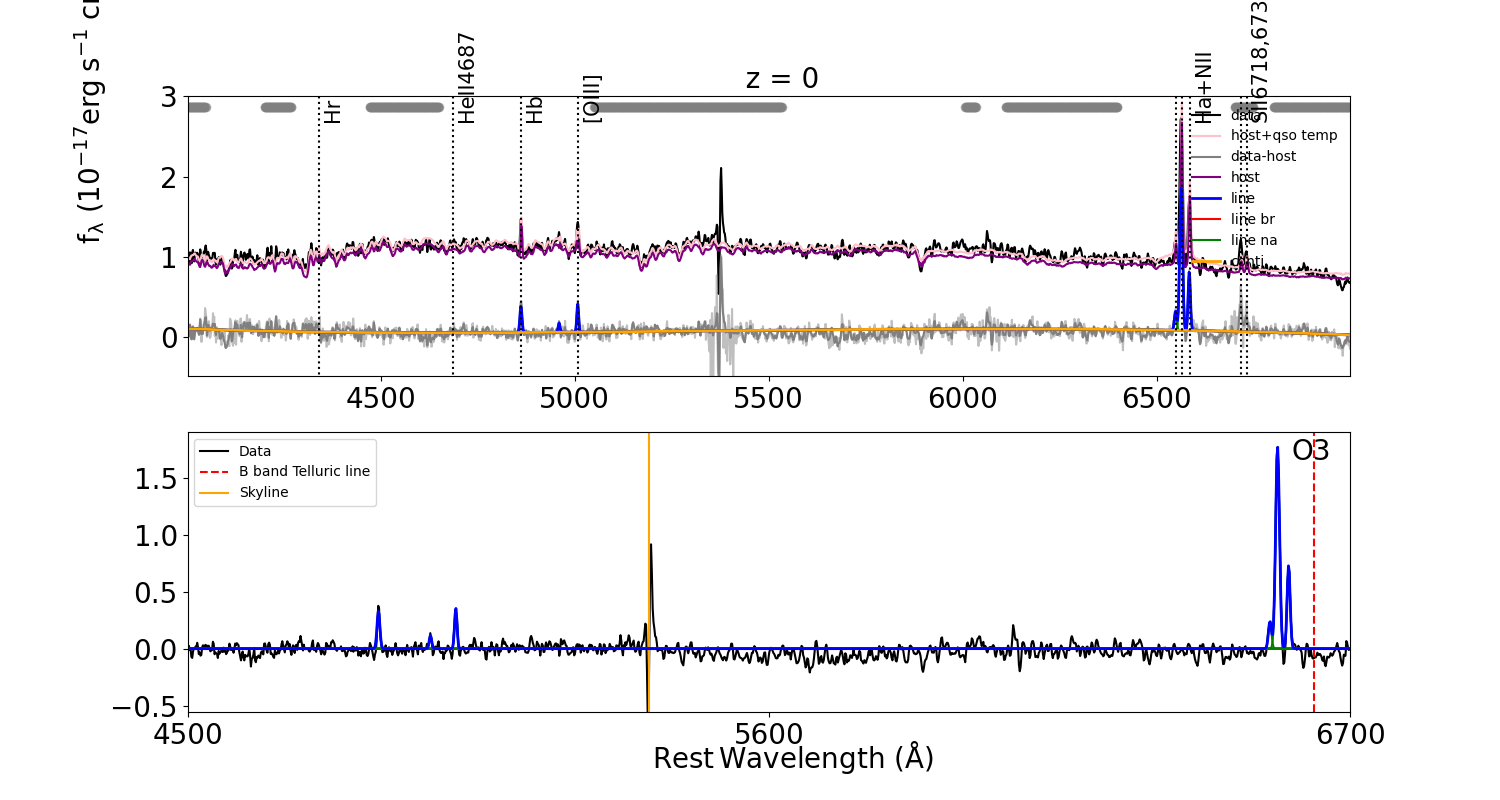 z = 0
f_λ (10^−17 erg s^−1 c
Hr
HeII4687
Hb
[OIII]
Ha+NII
SII6718,673
3
2
1
0
data
host+qso temp
data-host
host
line
line br
line na
conti
4500 5000 5500 6000 6500
Data
B band Telluric line
Skyline
O3
1.5
1.0
0.5
0.0
−0.5
4500 5600 6700
Rest Wavelength (Å)